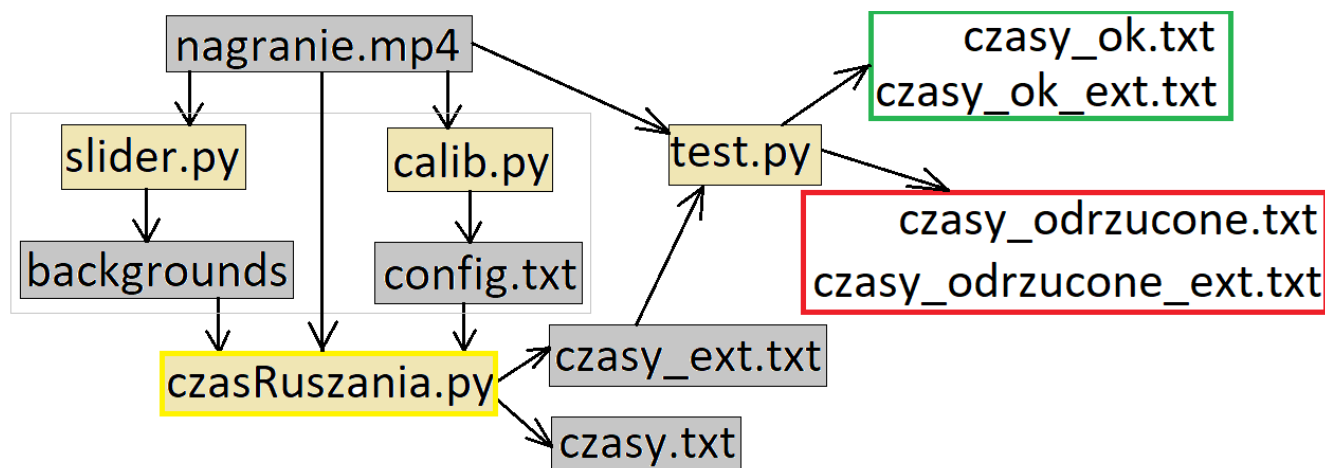 nagranie.mp4
czasy_ok.txt
czasy_ok_ext.txt
slider.py
calib.py
test.py
backgrounds
config.txt
czasy_odrzucone.txt
czasy_odrzucone_ext.txt
czasRuszania.py
czasy_ext.txt
czasy.txt